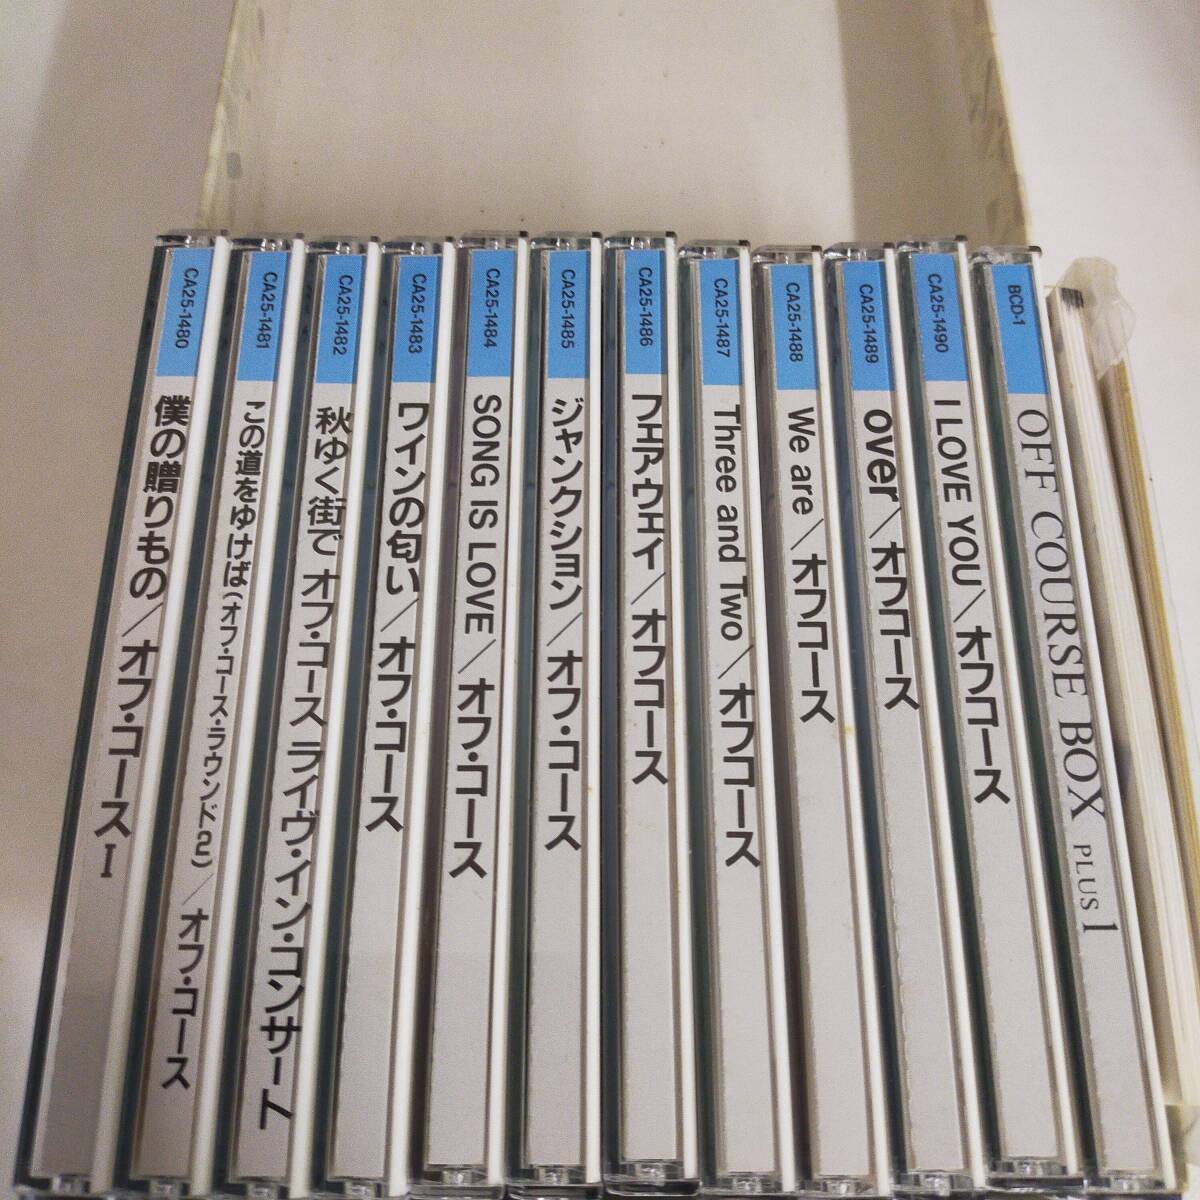 CA25-1480
僕の贈りもの/オフ・コース I
CA25-1481
この道をゆけば(オフ・コース・ラウンド2)/オフ・コース
CA25-1482
秋ゆく街で オフ・コース ライヴ・イン・コンサート
CA25-1483
ワインの匂い/オフ・コース
CA25-1484
SONG IS LOVE/オフ・コース
CA25-1485
ジャンクション/オフ・コース
CA25-1486
フェアウェイ/オフコース
CA25-1487
Three and Two/オフコース
CA25-1488
We are/オフコース
CA25-1489
over/オフコース
CA25-1490
I LOVE YOU/オフコース
BCD-1
OFF COURSE BOX PLUS 1